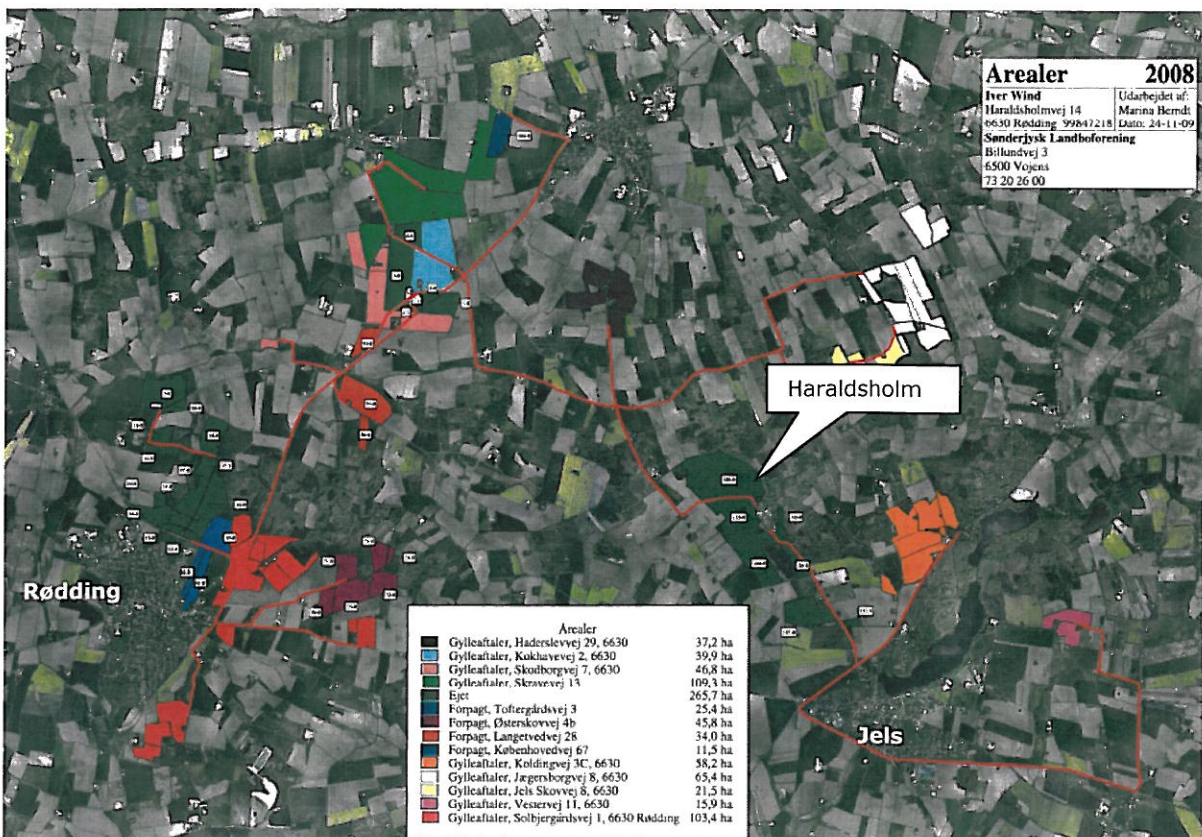 Arealer 2008
Iver Wind
Haraldsholmvej 14
6630 Rødding 99847218
Udarbejdet af:
Marina Berndt
Dato: 24-11-09
Sønderjysk Landboforening
Billundvej 3
6500 Vojens
73 20 26 00
Haraldsholm
Rødding
Jels
Arealer
Gylleaftaler, Haderslevvej 29, 6630 37,2 ha
Gylleaftaler, Kokhavevej 2, 6630 39,9 ha
Gylleaftaler, Skodborgvej 7, 6630 46,8 ha
Gylleaftaler, Skravevej 13 109,3 ha
Ejet 265,7 ha
Forpagt, Toftergårdsvej 3 25,4 ha
Forpagt, Østerskovvej 4b 45,8 ha
Forpagt, Langetvedvej 28 34,0 ha
Forpagt, Københovedvej 67 11,5 ha
Gylleaftaler, Koldingvej 3C, 6630 58,2 ha
Gylleaftaler, Jægersborgvej 8, 6630 65,4 ha
Gylleaftaler, Jels Skovvej 8, 6630 21,5 ha
Gylleaftaler, Vestervej 11, 6630 15,9 ha
Gylleaftaler, Solbjergårdsvej 1, 6630 Rødding 103,4 ha